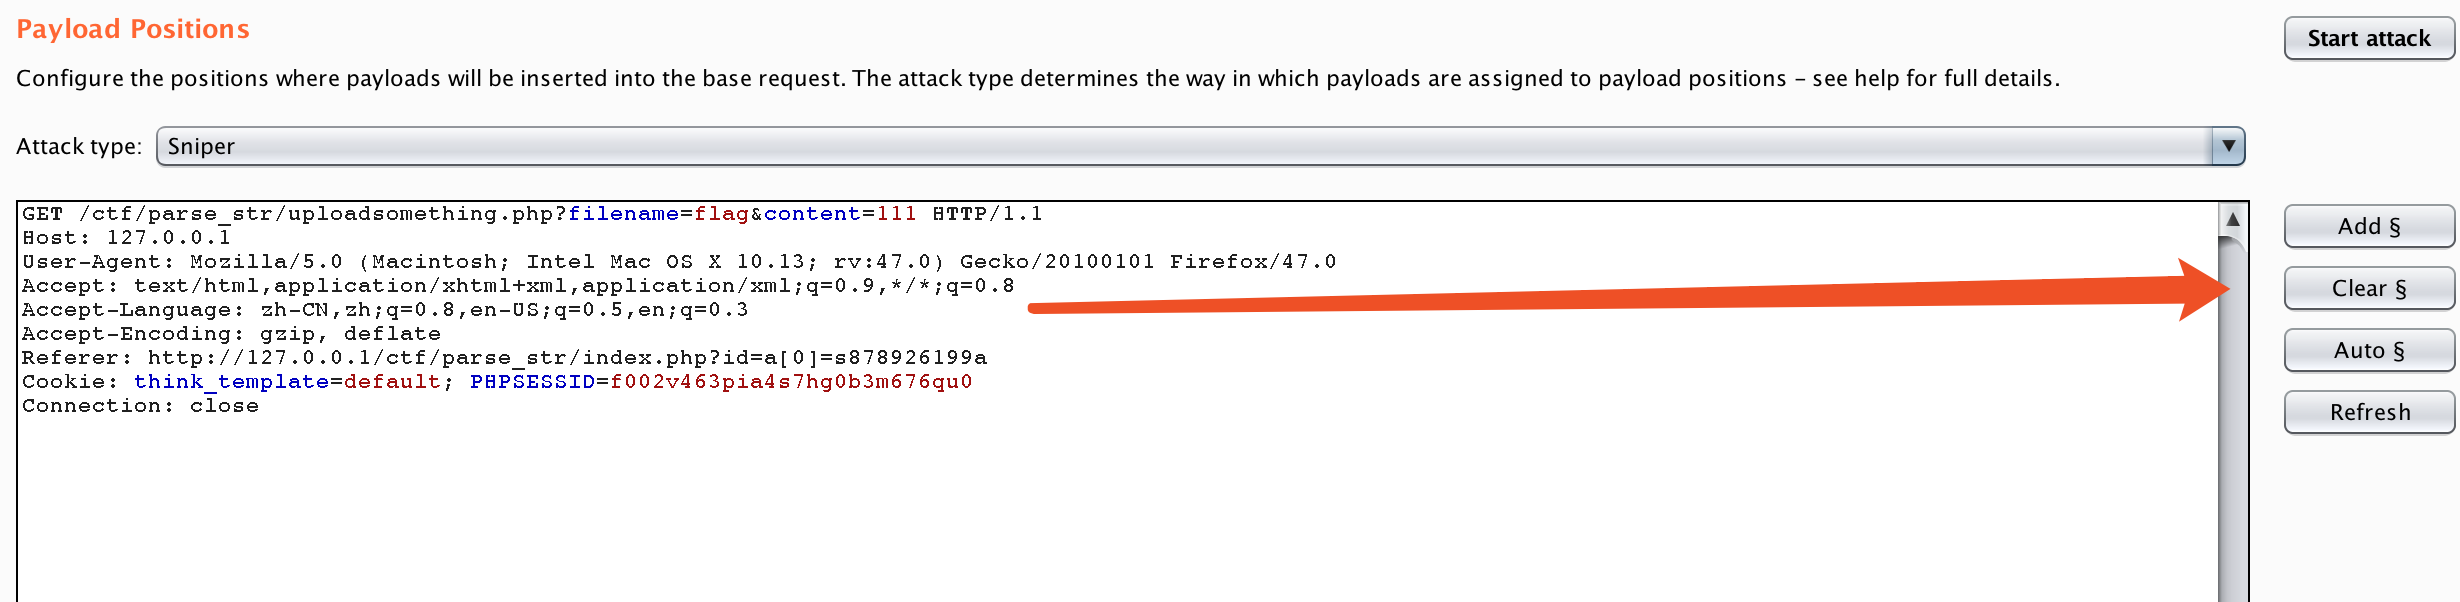 Payload Positions
Start attack
Configure the positions where payloads will be inserted into the base request. The attack type determines the way in which payloads are assigned to payload positions – see help for full details.
Attack type: Sniper
GET /ctf/parse_str/uploadsomething.php?filename=flag&content=111 HTTP/1.1
Host: 127.0.0.1
User-Agent: Mozilla/5.0 (Macintosh; Intel Mac OS X 10.13; rv:47.0) Gecko/20100101 Firefox/47.0
Accept: text/html,application/xhtml+xml,application/xml;q=0.9,*/*;q=0.8
Accept-Language: zh-CN,zh;q=0.8,en-US;q=0.5,en;q=0.3
Accept-Encoding: gzip, deflate
Referer: http://127.0.0.1/ctf/parse_str/index.php?id=a[0]=s878926199a
Cookie: think_template=default; PHPSESSID=f002v463pia4s7hg0b3m676qu0
Connection: close
Add §
Clear §
Auto §
Refresh